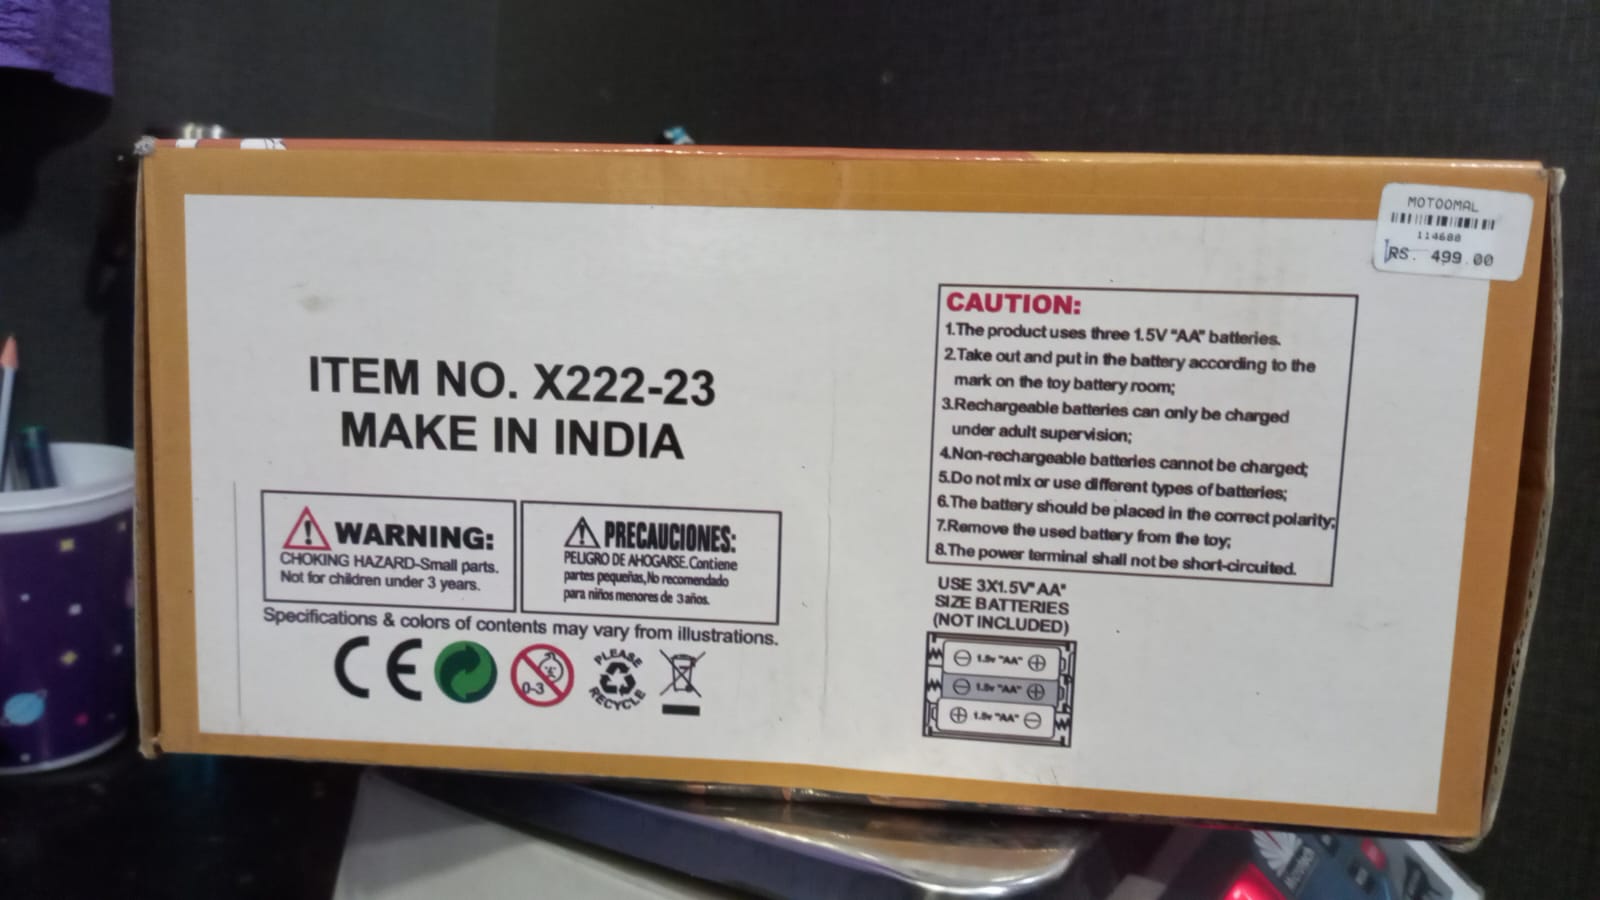 MOTOOMAL
114688
RS. 499.00
ITEM NO. X222-23
MAKE IN INDIA
WARNING:
CHOKING HAZARD-Small parts.
Not for children under 3 years.
PRECAUCIONES:
PELIGRO DE AHOGARSE. Contiene
partes pequeñas, No recomendado
para niños menores de 3 años.
Specifications & colors of contents may vary from illustrations.
CE
0-3
PLEASE
RECYCLE
CAUTION:
1.The product uses three 1.5V "AA" batteries.
2.Take out and put in the battery according to the
mark on the toy battery room;
3.Rechargeable batteries can only be charged
under adult supervision;
4.Non-rechargeable batteries cannot be charged;
5.Do not mix or use different types of batteries;
6.The battery should be placed in the correct polarity;
7.Remove the used battery from the toy;
8.The power terminal shall not be short-circuited.
USE 3X1.5V"AA"
SIZE BATTERIES
(NOT INCLUDED)
1.5v "AA"
1.5v "AA"
1.5v "AA"